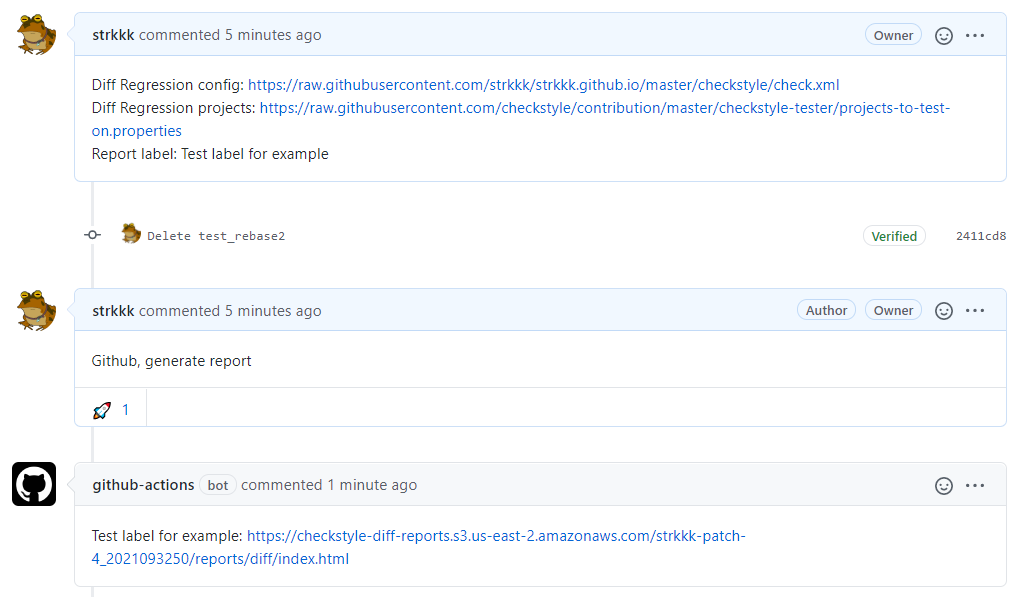 strkkk commented 5 minutes ago Owner
Diff Regression config: https://raw.githubusercontent.com/strkkk/strkkk.github.io/master/checkstyle/check.xml
Diff Regression projects: https://raw.githubusercontent.com/checkstyle/contribution/master/checkstyle-tester/projects-to-test-
on.properties
Report label: Test label for example
Delete test_rebase2 Verified 2411cd8
strkkk commented 5 minutes ago Author Owner
Github, generate report
1
github-actions bot commented 1 minute ago
Test label for example: https://checkstyle-diff-reports.s3.us-east-2.amazonaws.com/strkkk-patch-
4_2021093250/reports/diff/index.html